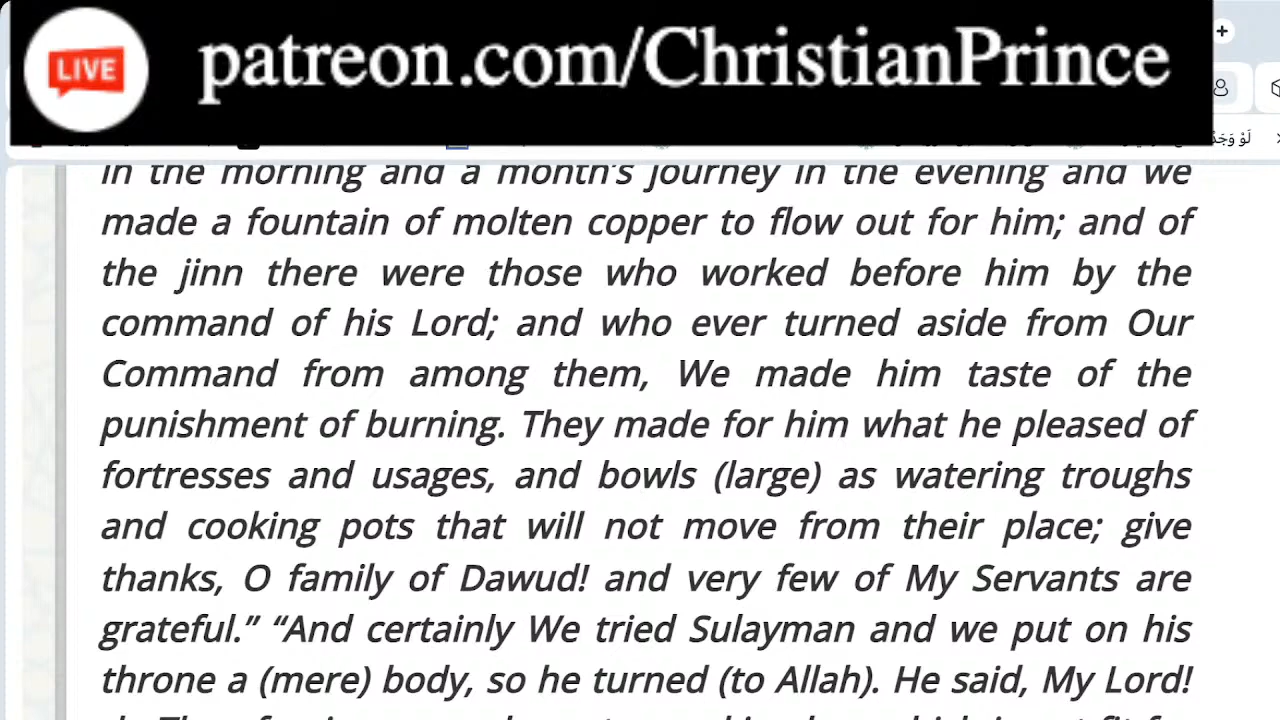 LIVE
patreon.com/ChristianPrince
in the morning and a month's journey in the evening and we
made a fountain of molten copper to flow out for him; and of
the jinn there were those who worked before him by the
command of his Lord; and who ever turned aside from Our
Command from among them, We made him taste of the
punishment of burning. They made for him what he pleased of
fortresses and usages, and bowls (large) as watering troughs
and cooking pots that will not move from their place; give
thanks, O family of Dawud! and very few of My Servants are
grateful.” “And certainly We tried Sulayman and we put on his
throne a (mere) body, so he turned (to Allah). He said, My Lord!